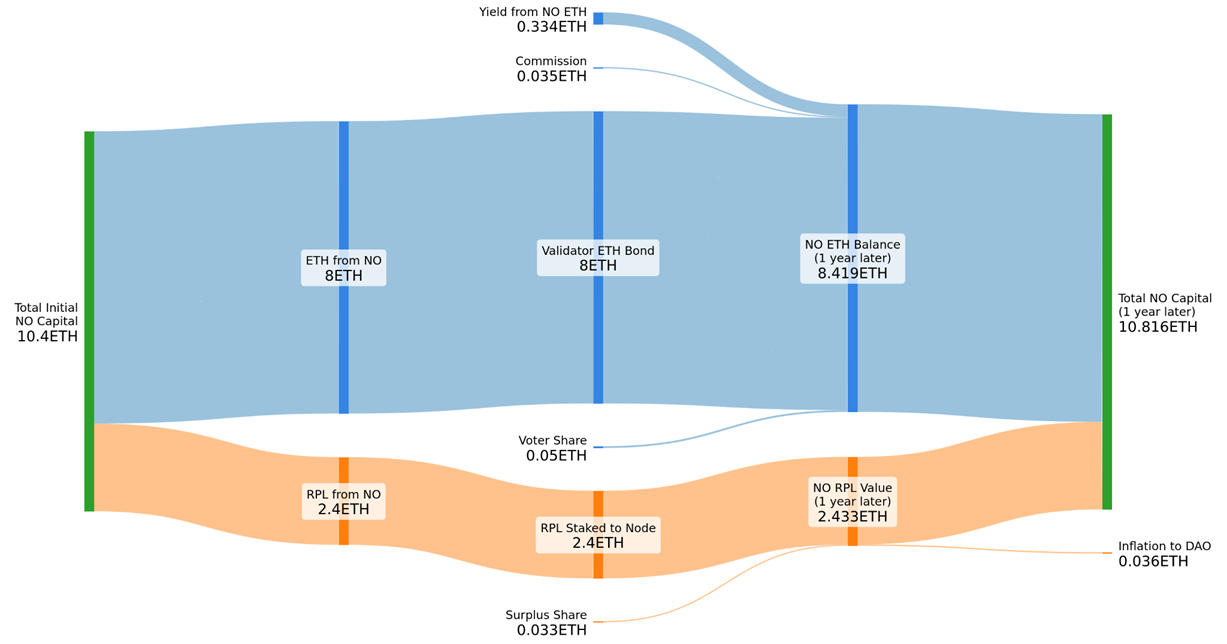 Yield from NO ETH
0.334ETH
Commission
0.035ETH
Total Initial
NO Capital
10.4ETH
ETH from NO
8ETH
Validator ETH Bond
8ETH
NO ETH Balance
(1 year later)
8.419ETH
Total NO Capital
(1 year later)
10.816ETH
Voter Share
0.05ETH
RPL from NO
2.4ETH
RPL Staked to Node
2.4ETH
NO RPL Value
(1 year later)
2.433ETH
Inflation to DAO
0.036ETH
Surplus Share
0.033ETH